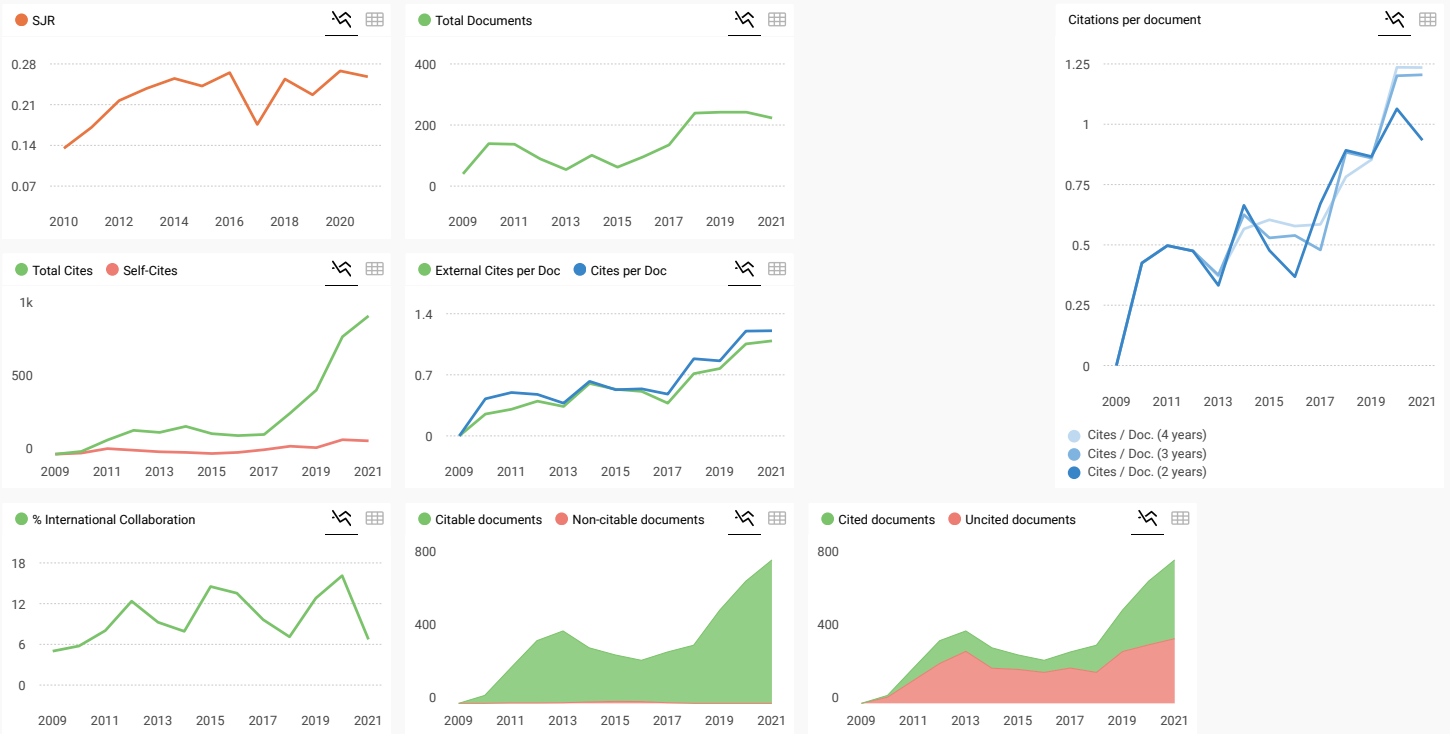 SJR
0.28
0.21
0.14
0.07
2010 2012 2014 2016 2018 2020
Total Documents
400
200
0
2009 2011 2013 2015 2017 2019 2021
Citations per document
1.25
1
0.75
0.5
0.25
0
2009 2011 2013 2015 2017 2019 2021
Cites / Doc. (4 years)
Cites / Doc. (3 years)
Cites / Doc. (2 years)
Total Cites Self-Cites
1k
500
0
2009 2011 2013 2015 2017 2019 2021
External Cites per Doc Cites per Doc
1.4
0.7
0
2009 2011 2013 2015 2017 2019 2021
% International Collaboration
18
12
6
0
2009 2011 2013 2015 2017 2019 2021
Citable documents Non-citable documents
800
400
0
2009 2011 2013 2015 2017 2019 2021
Cited documents Uncited documents
800
400
0
2009 2011 2013 2015 2017 2019 2021